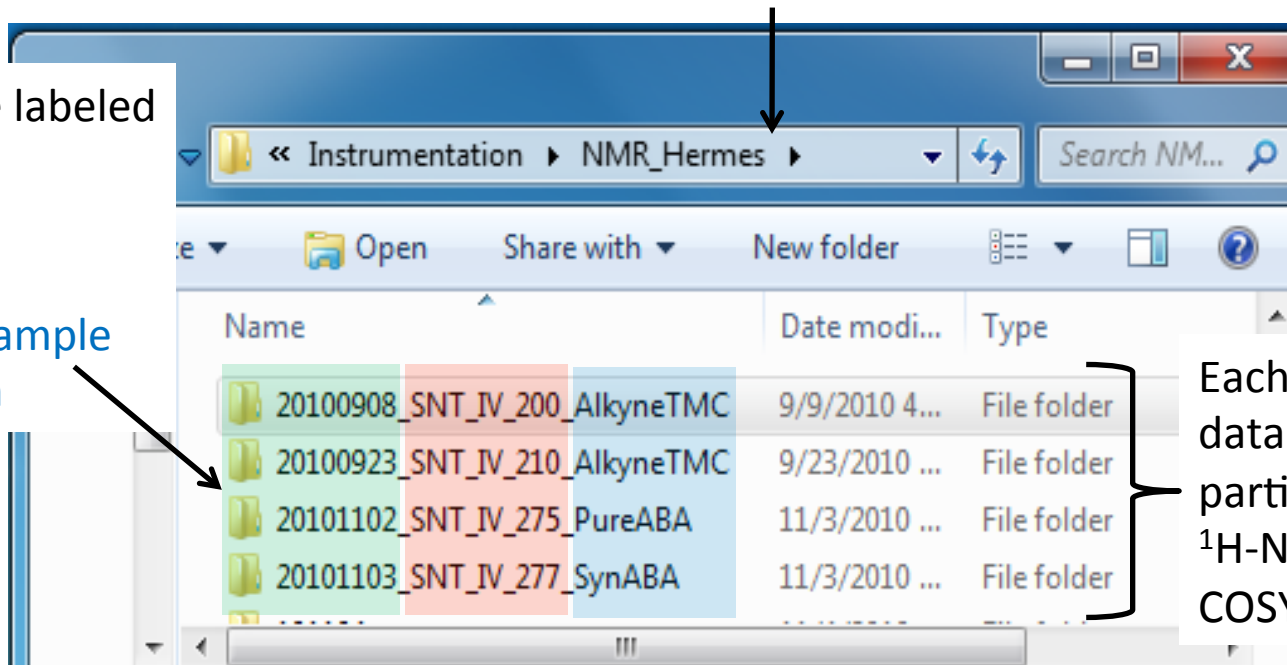 labeled
« Instrumentation ▸ NMR_Hermes ▸
Search NM...
Open Share with New folder
ample
Name Date modi... Type
20100908_SNT_IV_200_AlkyneTMC 9/9/2010 4... File folder
20100923_SNT_IV_210_AlkyneTMC 9/23/2010 ... File folder
20101102_SNT_IV_275_PureABA 11/3/2010 ... File folder
20101103_SNT_IV_277_SynABA 11/3/2010 ... File folder
Each
data
parti
¹H-N
COSY